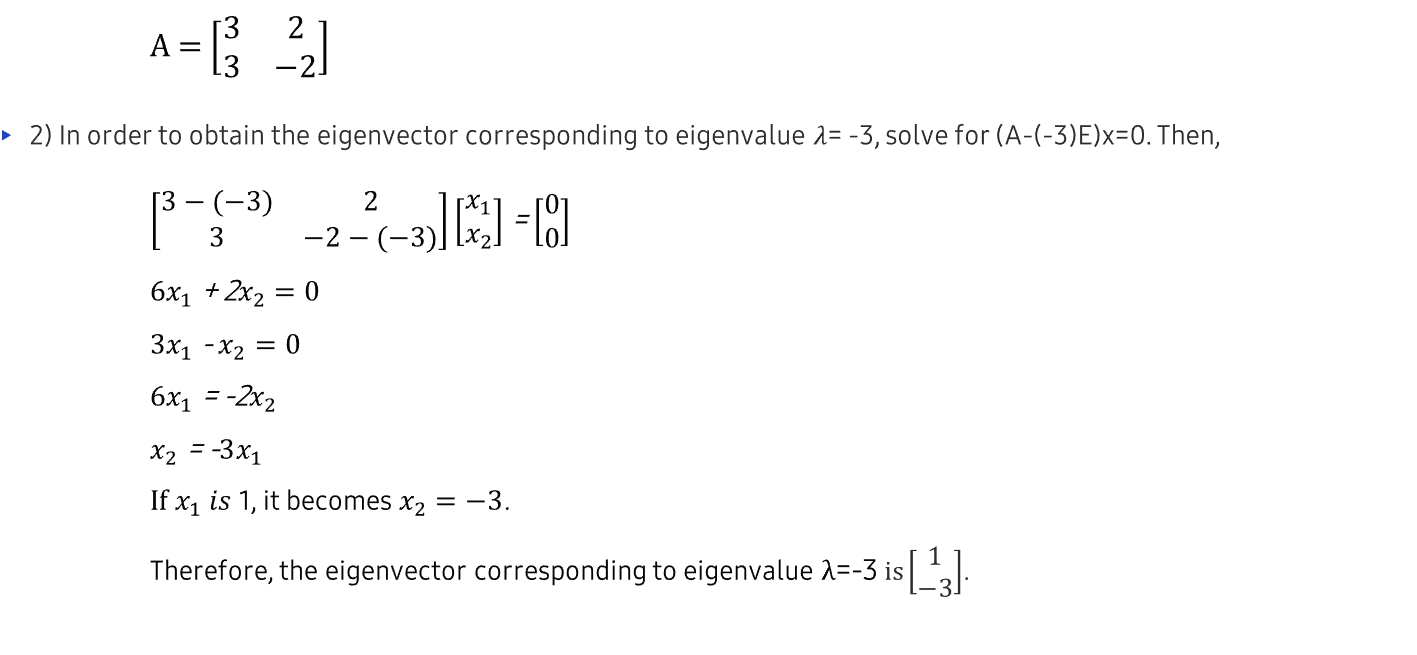 A = [3 2
3 −2]
▸ 2) In order to obtain the eigenvector corresponding to eigenvalue λ= -3, solve for (A-(-3)E)x=0. Then,
[3 − (−3) 2
3 −2 − (−3)] [x₁
x₂] = [0
0]
6x₁ + 2x₂ = 0
3x₁ - x₂ = 0
6x₁ = -2x₂
x₂ = -3x₁
If x₁ is 1, it becomes x₂ = −3.
Therefore, the eigenvector corresponding to eigenvalue λ=-3 is [1
−3].